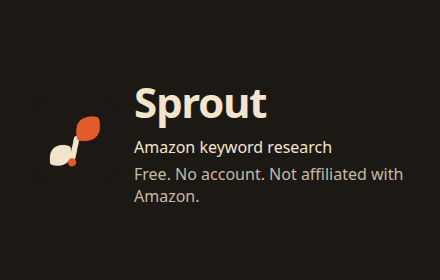 Sprout
Amazon keyword research
Free. No account. Not affiliated with
Amazon.